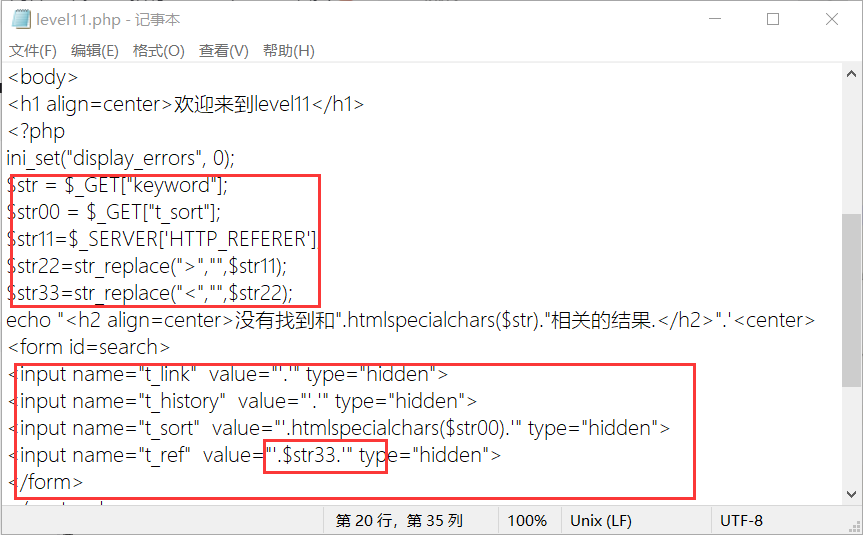 level11.php - 记事本
文件(F) 编辑(E) 格式(O) 查看(V) 帮助(H)
<body>
<h1 align=center>欢迎来到level11</h1>
<?php
ini_set("display_errors", 0);
$str = $_GET["keyword"];
$str00 = $_GET["t_sort"];
$str11=$_SERVER['HTTP_REFERER']
$str22=str_replace(">","",$str11);
$str33=str_replace("<","",$str22);
echo "<h2 align=center>没有找到和".htmlspecialchars($str)."相关的结果.</h2>".'<center>
<form id=search>
<input name="t_link"  value="'.'" type="hidden">
<input name="t_history"  value="'.'" type="hidden">
<input name="t_sort"  value="'.htmlspecialchars($str00).'" type="hidden">
<input name="t_ref"  value="'.$str33.'" type="hidden">
</form>
第 20 行，第 35 列 100% Unix (LF) UTF-8